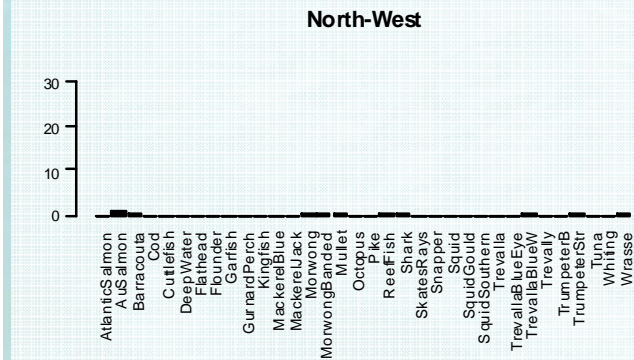 North-West
30
20
10
0
AtlanticSalmon
AuSalmon
Barracouta
Cod
Cuttlefish
DeepWater
Flathead
Flounder
Garfish
GurnardPerch
Kingfish
MackerelBlue
MackerelJack
Morwong
MorwongBanded
Mullet
Octopus
Pike
ReefFish
Shark
SkatesRays
Snapper
Squid
SquidGould
SquidSouthern
Trevalla
TrevallaBlueEye
TrevallaBlueW
Trevally
TrumpeterB
TrumpeterStr
Tuna
Whiting
Wrasse